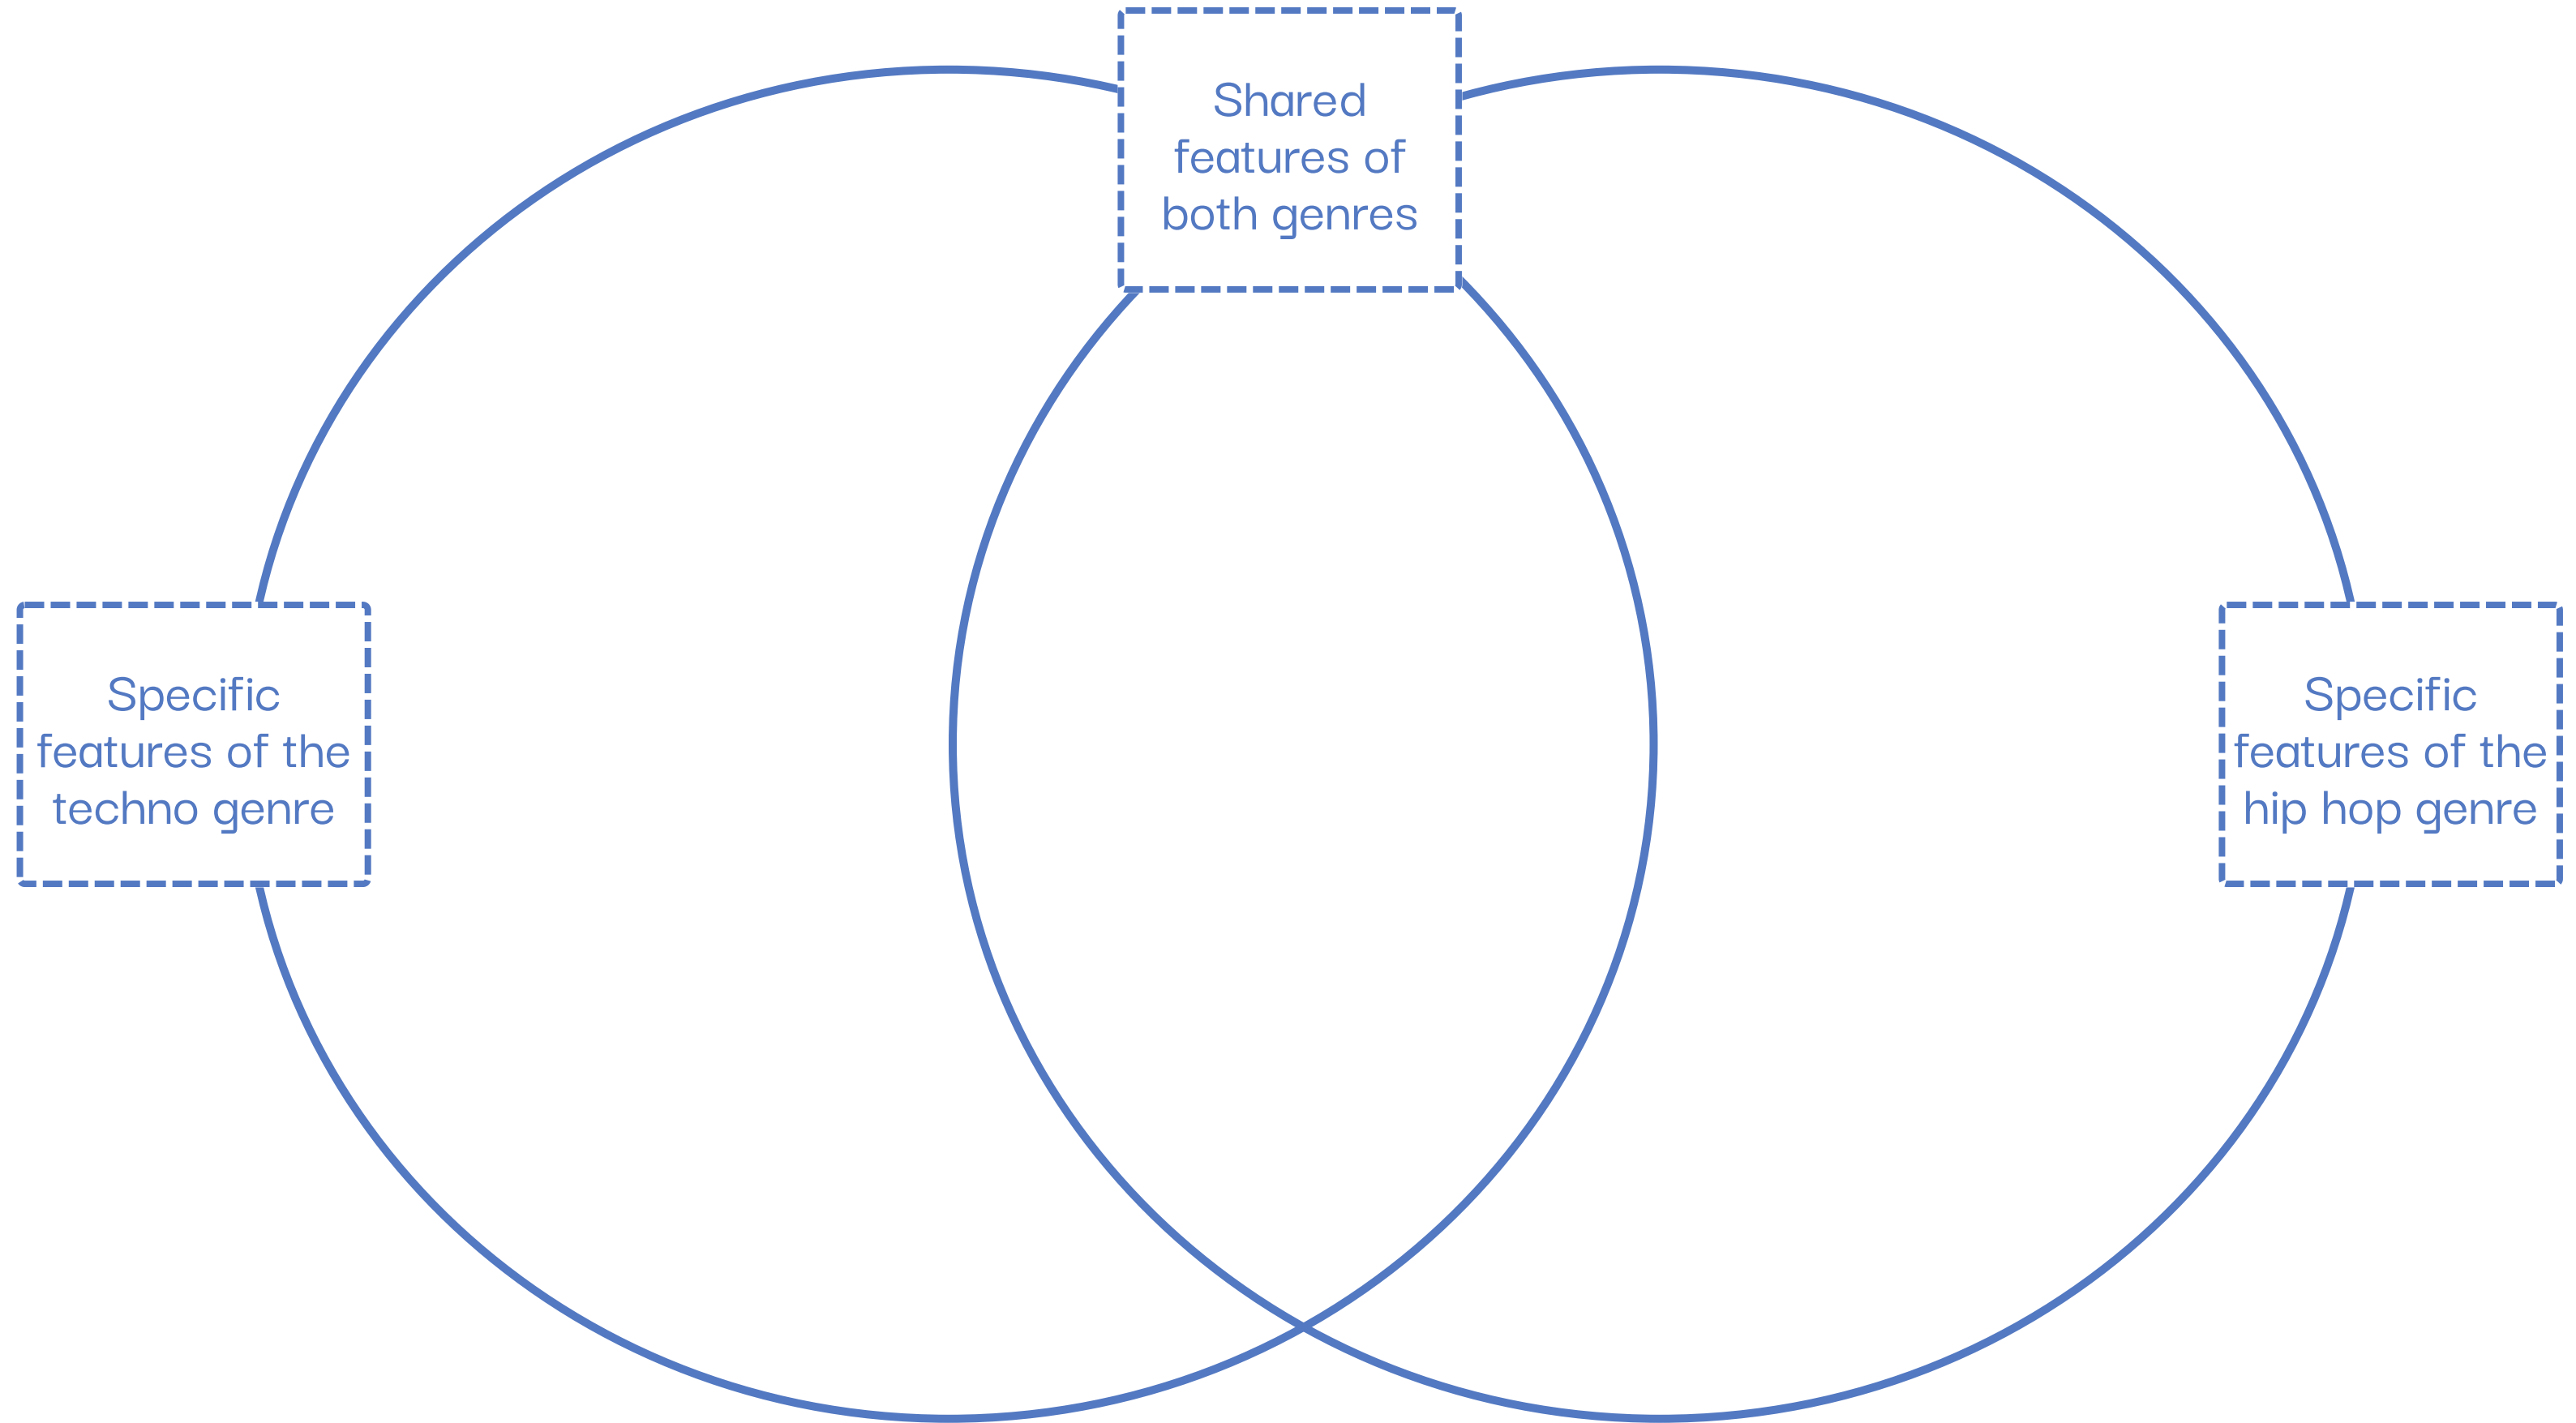 Shared
features of
both genres
Specific
features of the
techno genre
Specific
features of the
hip hop genre